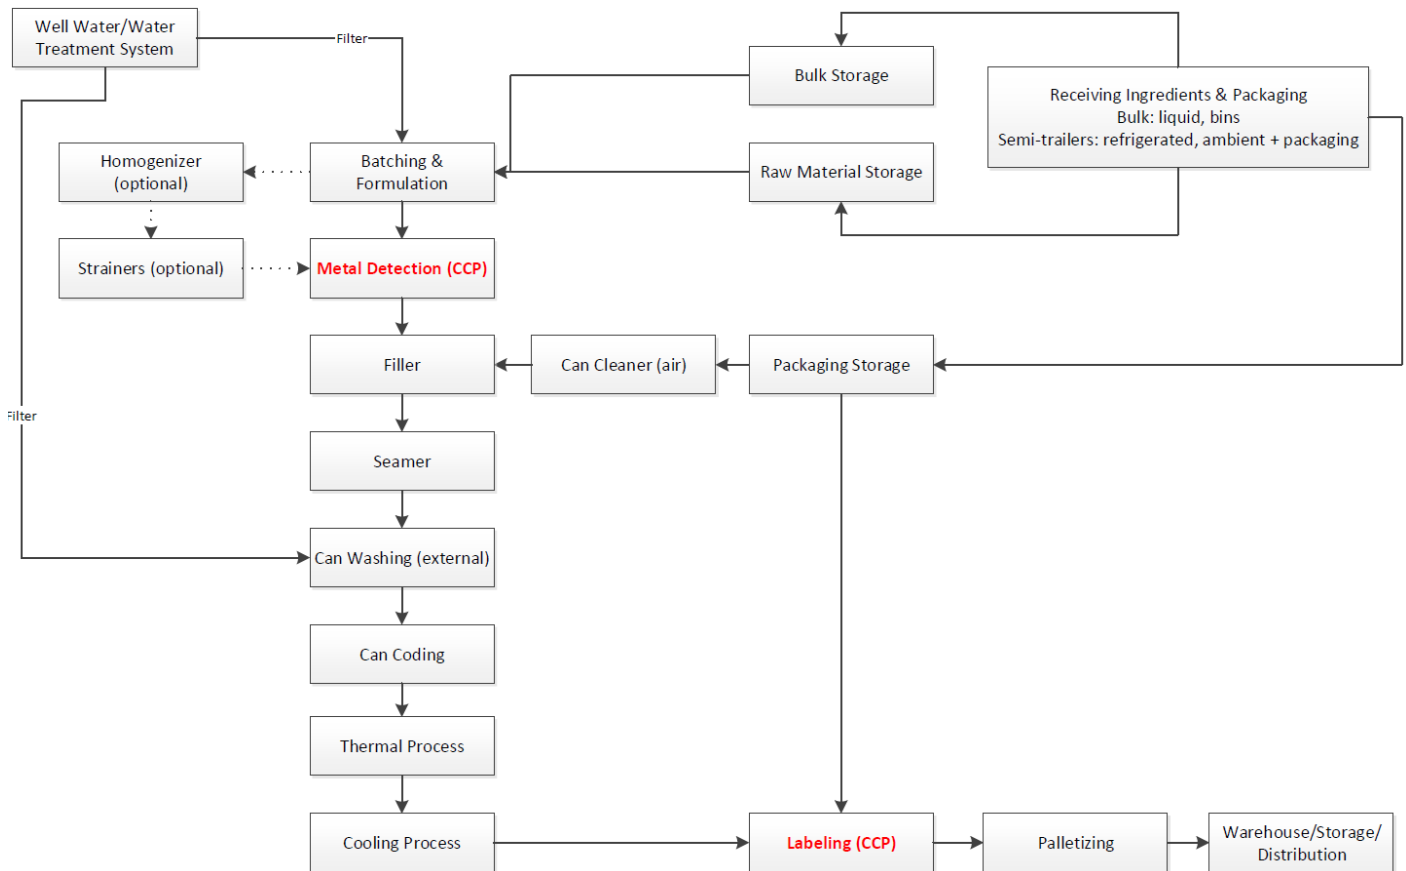 Well Water/Water
Treatment System
Filter
Bulk Storage
Receiving Ingredients & Packaging
Bulk: liquid, bins
Semi-trailers: refrigerated, ambient + packaging
Homogenizer
(optional)
Batching &
Formulation
Raw Material Storage
Strainers (optional)
Metal Detection (CCP)
Filler
Can Cleaner (air)
Packaging Storage
Filter
Seamer
Can Washing (external)
Can Coding
Thermal Process
Cooling Process
Labeling (CCP)
Palletizing
Warehouse/Storage/
Distribution